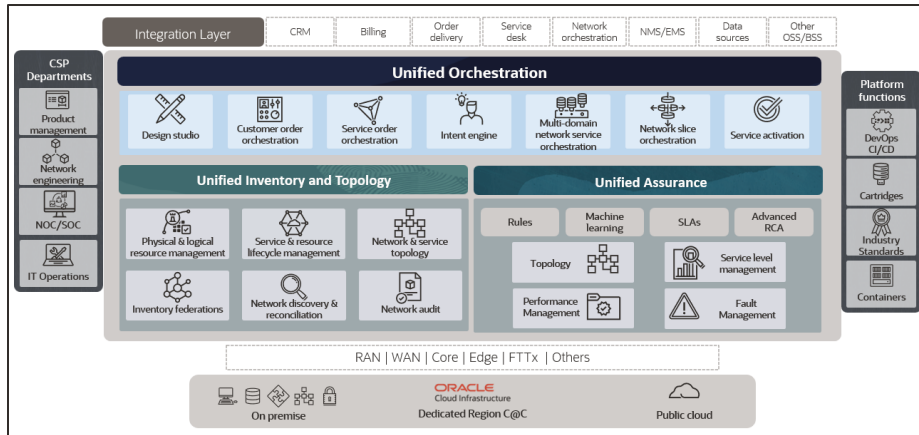 Integration Layer
CRM
Billing
Order
delivery
Service
desk
Network
orchestration
NMS/EMS
Data
sources
Other
OSS/BSS
CSP
Departments
Product
management
Network
engineering
NOC/SOC
IT Operations
Unified Orchestration
Design studio
Customer order
orchestration
Service order
orchestration
Intent engine
Multi-domain
network service
orchestration
Network slice
orchestration
Service activation
Unified Inventory and Topology
Physical & logical
resource management
Service & resource
lifecycle management
Network & service
topology
Inventory federations
Network discovery &
reconciliation
Network audit
Unified Assurance
Rules
Machine
learning
SLAs
Advanced
RCA
Topology
Service level
management
Performance
Management
Fault
Management
Platform
functions
DevOps
CI/CD
Cartridges
Industry
Standards
Containers
RAN | WAN | Core | Edge | FTTx | Others
On premise
ORACLE
Cloud Infrastructure
Dedicated Region C@C
Public cloud